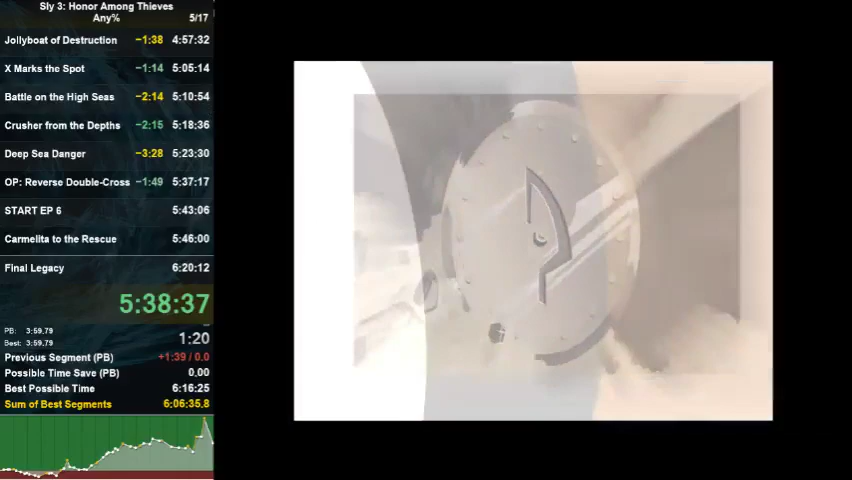 Sly 3: Honor Among Thieves
Any% 5/17
Jollyboat of Destruction −1:38 4:57:32
X Marks the Spot −1:14 5:05:14
Battle on the High Seas −2:14 5:10:54
Crusher from the Depths −2:15 5:18:36
Deep Sea Danger −3:28 5:23:30
OP: Reverse Double-Cross −1:49 5:37:17
START EP 6 5:43:06
Carmelita to the Rescue 5:46:00
Final Legacy 6:20:12
5:38:37
PB: 3:59.79
Best: 3:59.79
1:20
Previous Segment (PB) +1:39 / 0.0
Possible Time Save (PB) 0.00
Best Possible Time 6:16:25
Sum of Best Segments 6:06:35.8